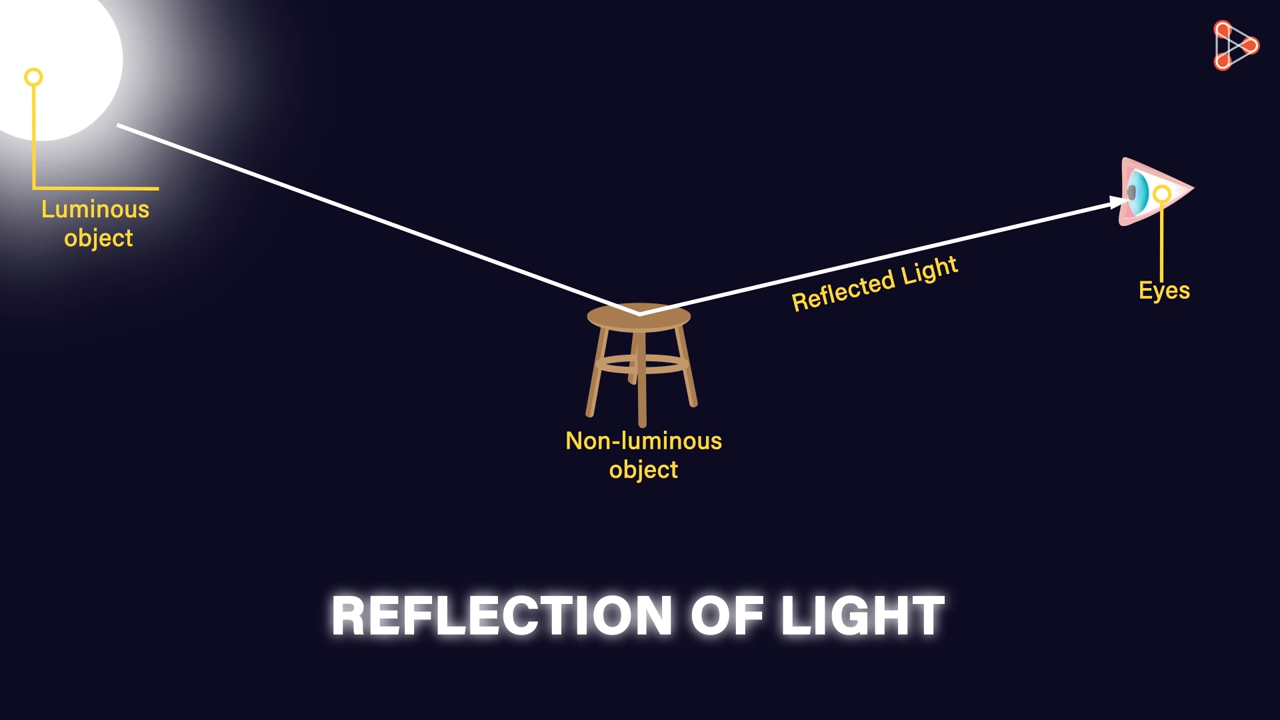 Luminous
object
Reflected Light
Eyes
Non-luminous
object
REFLECTION OF LIGHT